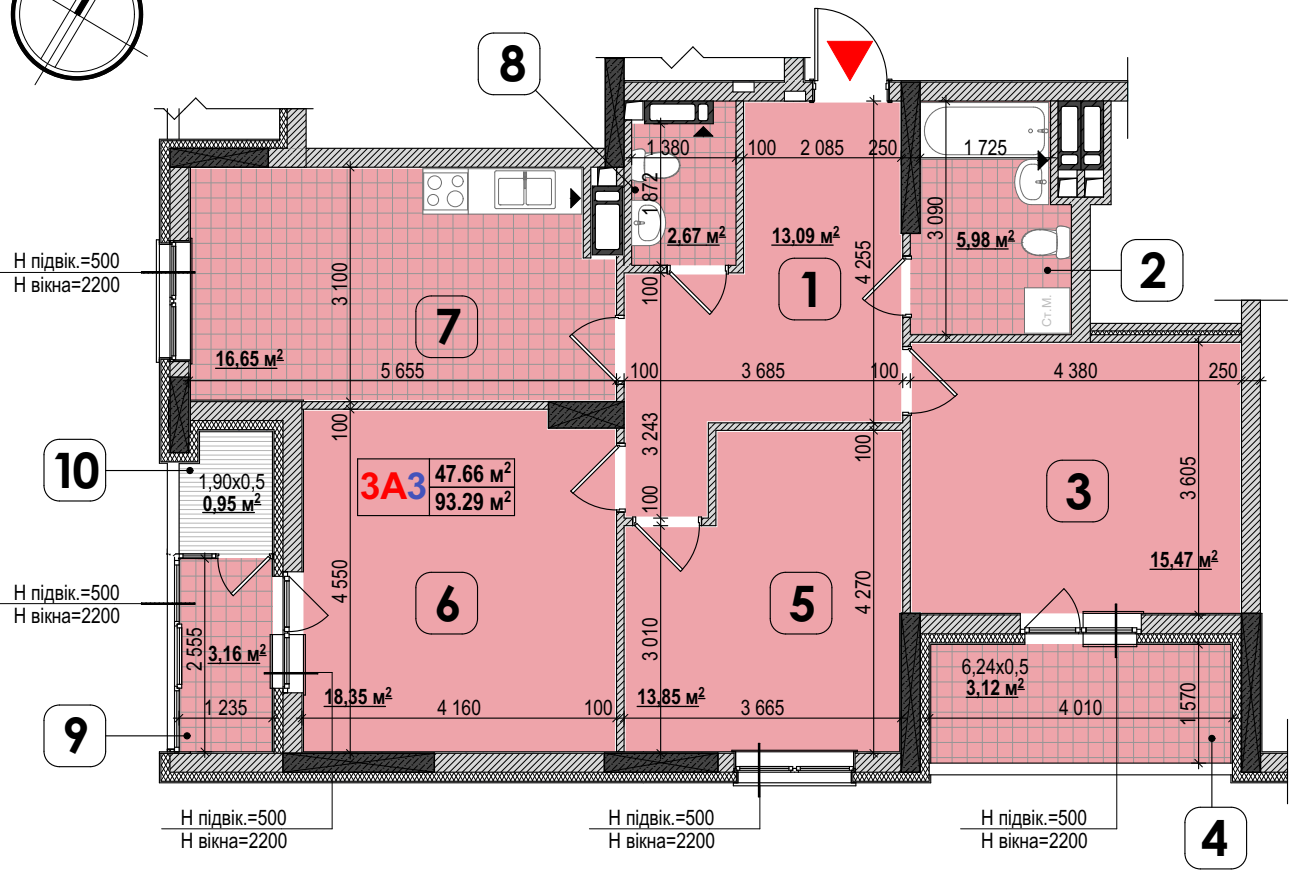 8
1 380
100
2 085
250
1 725
1 872
2,67 м²
13,09 м²
4 255
3 090
5,98 м²
2
Ст.М.
1
Н підвік.=500
Н вікна=2200
3 100
7
16,65 м²
5 655
100
100
3 685
100
4 380
250
100
3 243
100
100
10
1,90х0,5
0,95 м²
3А3
47.66 м²
93.29 м²
3
3 605
15,47 м²
Н підвік.=500
Н вікна=2200
2 555
3,16 м²
4 550
6
5
4 270
3 010
18,35 м²
13,85 м²
1 235
4 160
100
3 665
6,24х0,5
3,12 м²
4 010
1 570
9
4
Н підвік.=500
Н вікна=2200
Н підвік.=500
Н вікна=2200
Н підвік.=500
Н вікна=2200